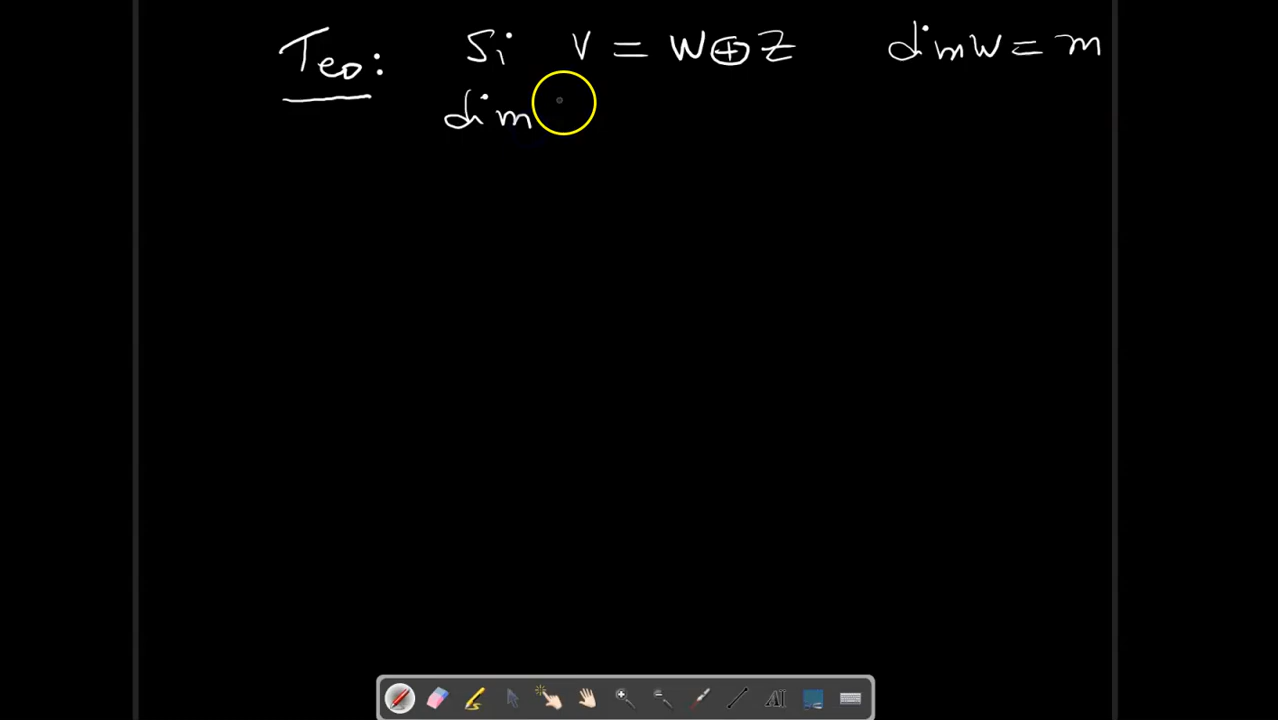 Teo: Si V = W⊕Z dim W = m
dim